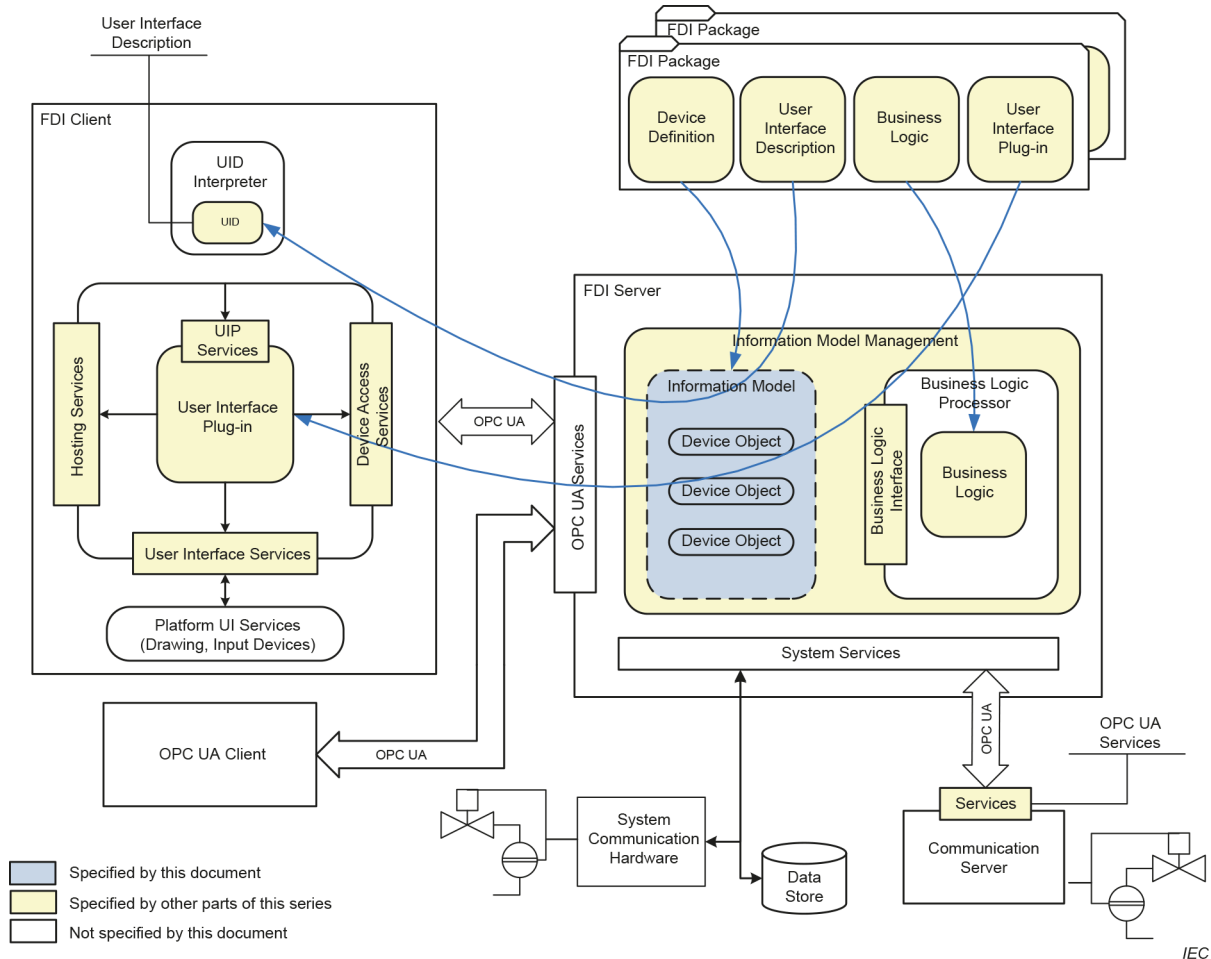 User Interface
Description
FDI Package
FDI Package
Device
Definition
User
Interface
Description
Business
Logic
User
Interface
Plug-in
FDI Client
UID
Interpreter
UID
UIP
Services
Hosting Services
User Interface
Plug-in
Device Access
Services
User Interface Services
Platform UI Services
(Drawing, Input Devices)
OPC UA
FDI Server
OPC UA Services
Information Model Management
Information Model
Device Object
Device Object
Device Object
Business Logic
Processor
Business Logic
Interface
Business
Logic
System Services
OPC UA Client
OPC UA
OPC UA
OPC UA
Services
Services
Communication
Server
System
Communication
Hardware
Data
Store
Specified by this document
Specified by other parts of this series
Not specified by this document
IEC